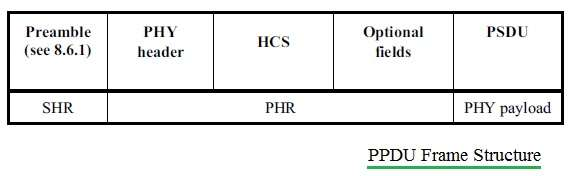 Preamble
(see 8.6.1)
PHY
header
HCS
Optional
fields
PSDU
SHR
PHR
PHY payload
PPDU Frame Structure